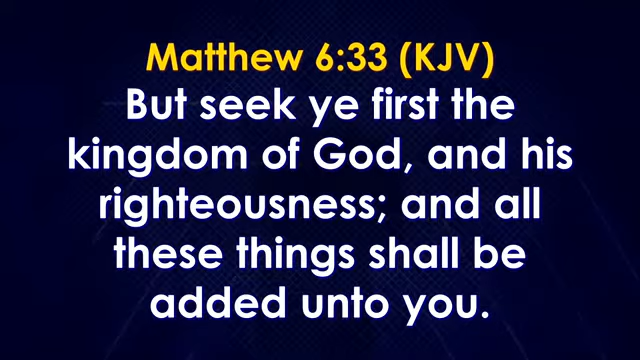 Matthew 6:33 (KJV)
But seek ye first the
kingdom of God, and his
righteousness; and all
these things shall be
added unto you.